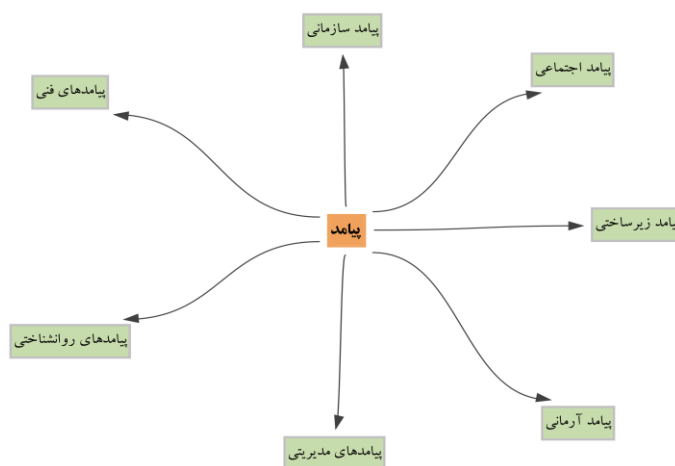 پیامد سازمانی
پیامد اجتماعی
پیامدهای فنی
پیامد زیرساختی
پیامد
پیامدهای روانشناختی
پیامد آرمانی
پیامدهای مدیریتی